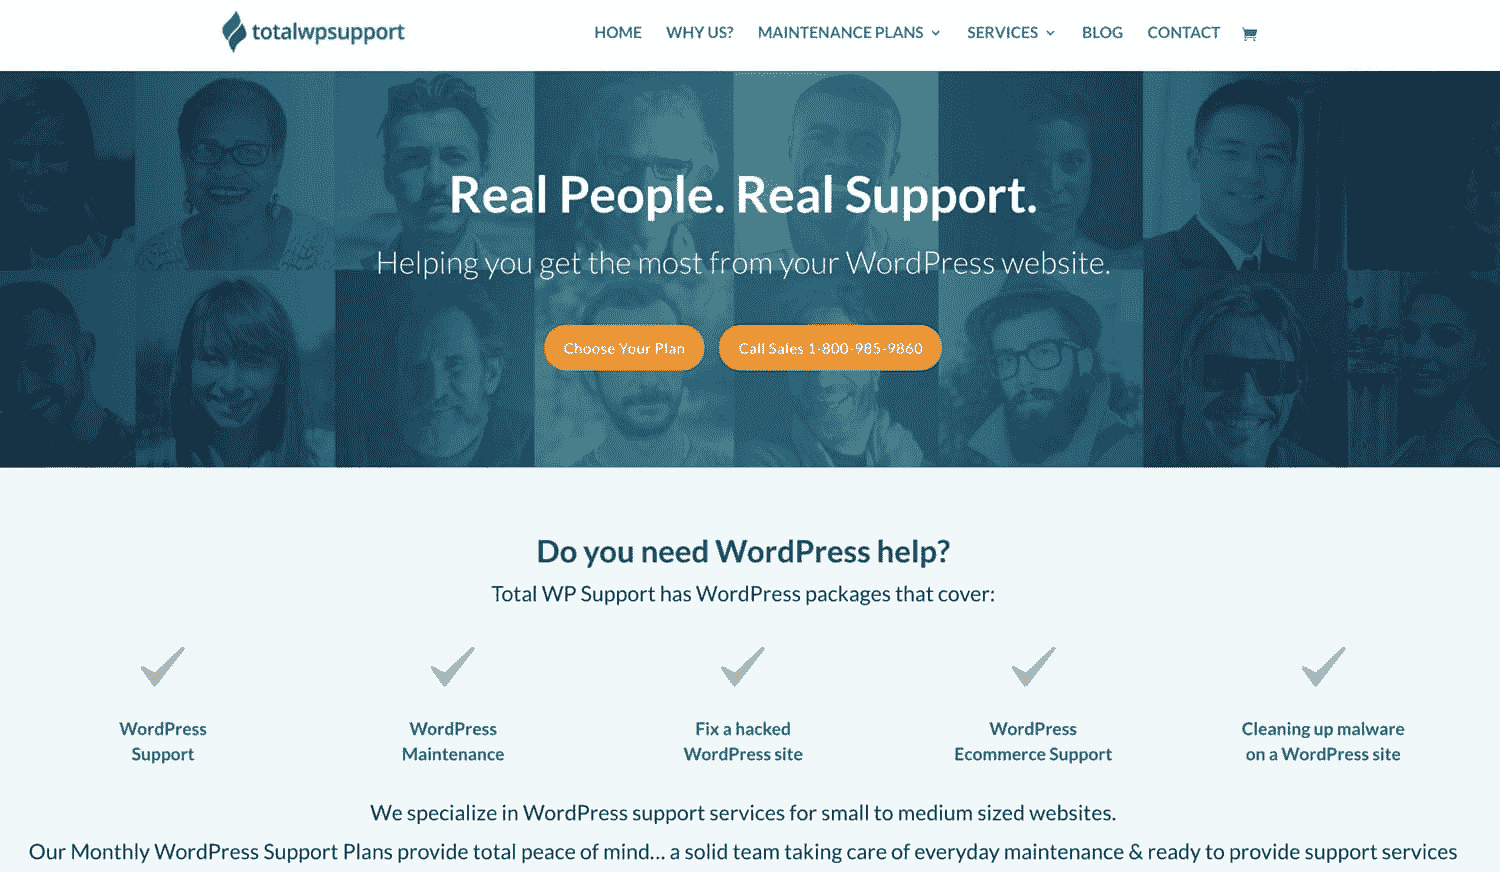 totalwpsupport
HOME WHY US? MAINTENANCE PLANS SERVICES BLOG CONTACT
Real People. Real Support.
Helping you get the most from your WordPress website.
Choose Your Plan
Call Sales 1-800-985-9860
Do you need WordPress help?
Total WP Support has WordPress packages that cover:
WordPress
Support
WordPress
Maintenance
Fix a hacked
WordPress site
WordPress
Ecommerce Support
Cleaning up malware
on a WordPress site
We specialize in WordPress support services for small to medium sized websites.
Our Monthly WordPress Support Plans provide total peace of mind... a solid team taking care of everyday maintenance & ready to provide support services